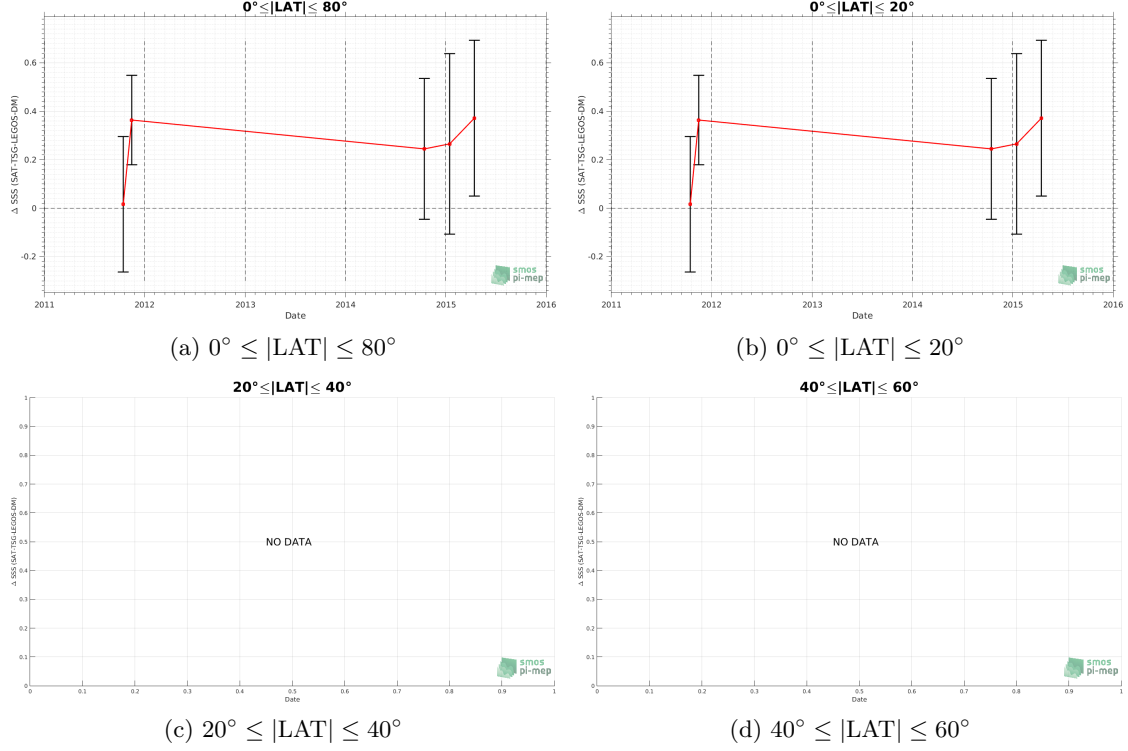 0°≤|LAT|≤ 80°
Δ SSS (SAT-TSG-LEGOS-DM)
0.6
0.4
0.2
0
-0.2
2011 2012 2013 2014 2015 2016
Date
smos
pi-mep
(a) 0° ≤ |LAT| ≤ 80°
0°≤|LAT|≤ 20°
Δ SSS (SAT-TSG-LEGOS-DM)
0.6
0.4
0.2
0
-0.2
2011 2012 2013 2014 2015 2016
Date
smos
pi-mep
(b) 0° ≤ |LAT| ≤ 20°
20°≤|LAT|≤ 40°
Δ SSS (SAT-TSG-LEGOS-DM)
1
0.9
0.8
0.7
0.6
0.5
0.4
0.3
0.2
0.1
0
NO DATA
0 0.1 0.2 0.3 0.4 0.5 0.6 0.7 0.8 0.9 1
Date
smos
pi-mep
(c) 20° ≤ |LAT| ≤ 40°
40°≤|LAT|≤ 60°
Δ SSS (SAT-TSG-LEGOS-DM)
1
0.9
0.8
0.7
0.6
0.5
0.4
0.3
0.2
0.1
0
NO DATA
0 0.1 0.2 0.3 0.4 0.5 0.6 0.7 0.8 0.9 1
Date
smos
pi-mep
(d) 40° ≤ |LAT| ≤ 60°